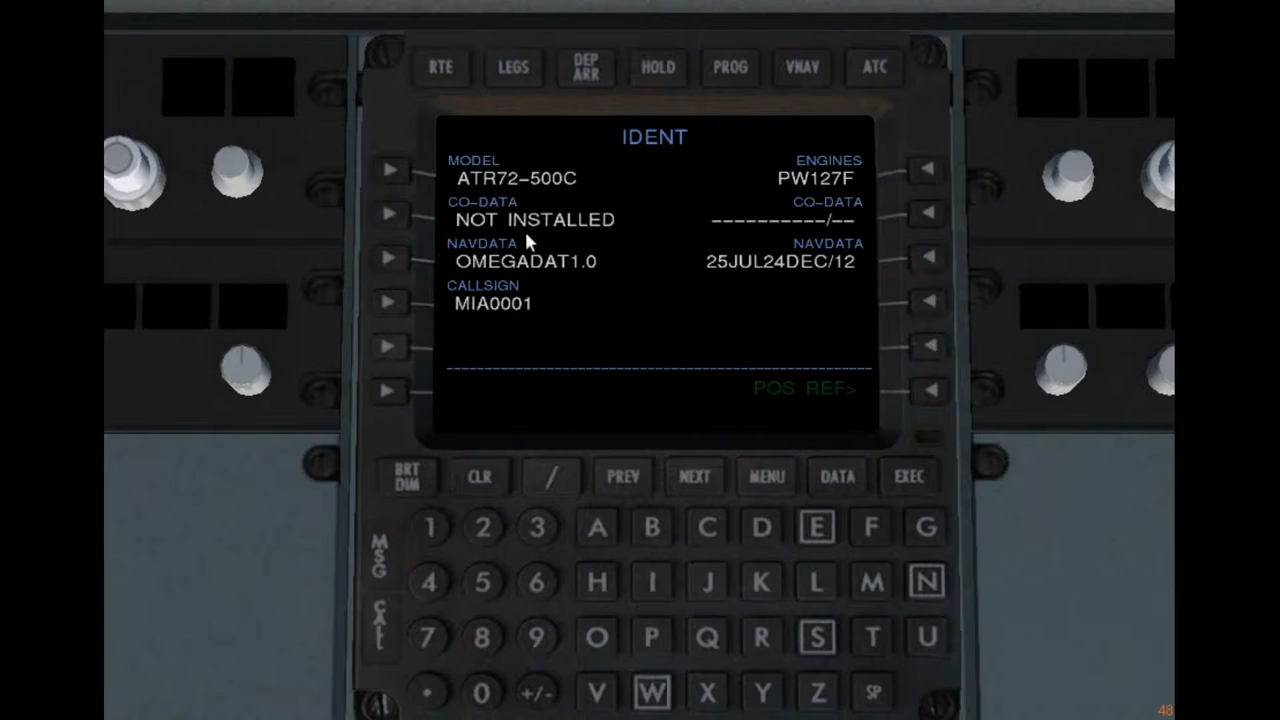 RTE LEGS DEP ARR HOLD PROG VNAV ATC
IDENT
MODEL ENGINES
ATR72-500C PW127F
CO-DATA CO-DATA
NOT INSTALLED ----------/--
NAVDATA NAVDATA
OMEGADAT1.0 25JUL24DEC/12
CALLSIGN
MIA0001
POS REF>
BRT DIM CLR / PREV NEXT MENU DATA EXEC
1 2 3 A B C D E F G
MSG
4 5 6 H I J K L M N
7 8 9 O P Q R S T U
. 0 +/- V W X Y Z SP
48